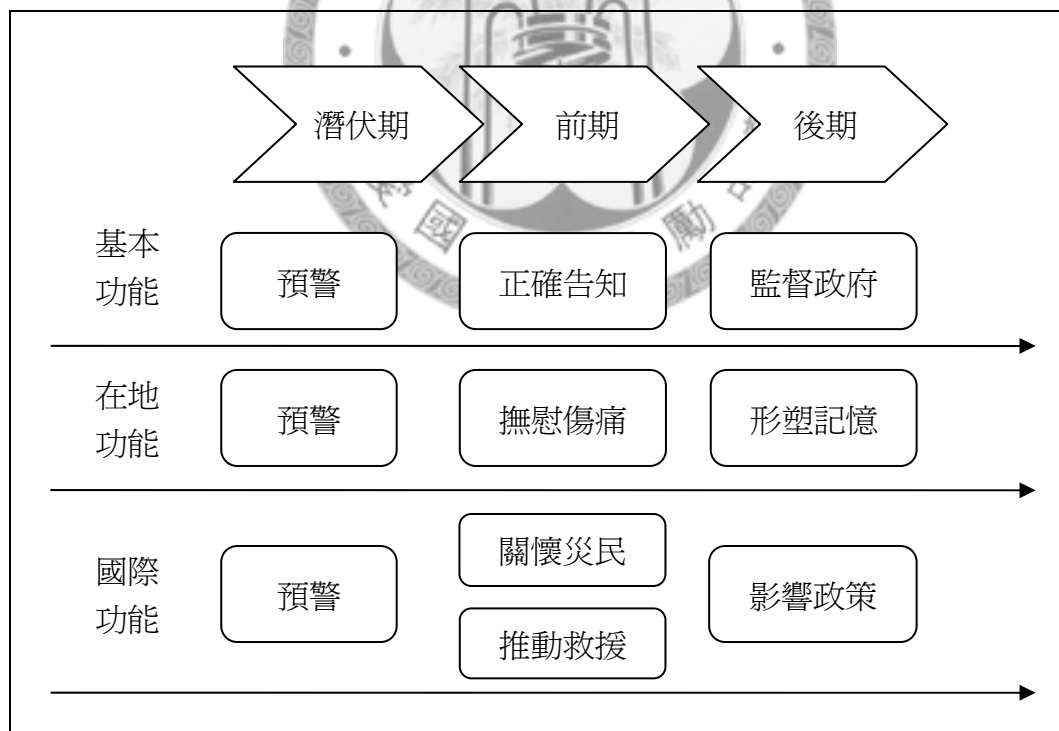 潛伏期 前期 後期
基本
功能
預警 正確告知 監督政府
在地
功能
預警 撫慰傷痛 形塑記憶
國際
功能
預警
關懷災民
推動救援
影響政策
國
勵